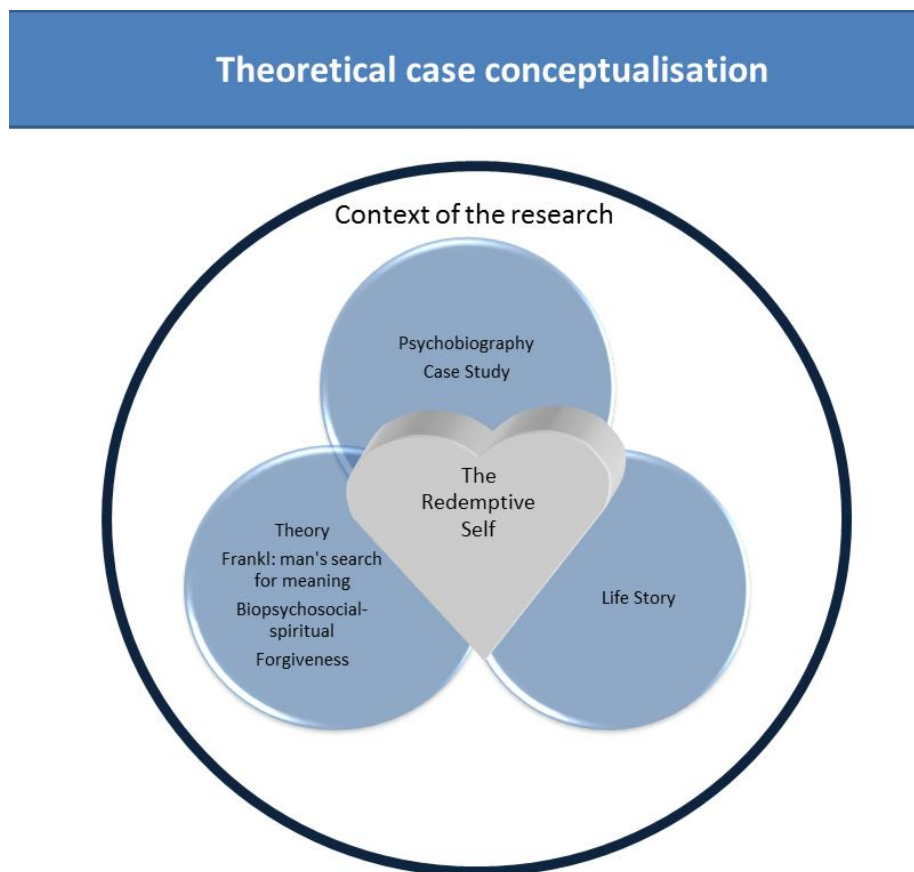 Theoretical case conceptualisation
Context of the research
Psychobiography
Case Study
The
Redemptive
Self
Theory
Frankl: man's search
for meaning
Biopsychosocial-
spiritual
Forgiveness
Life Story